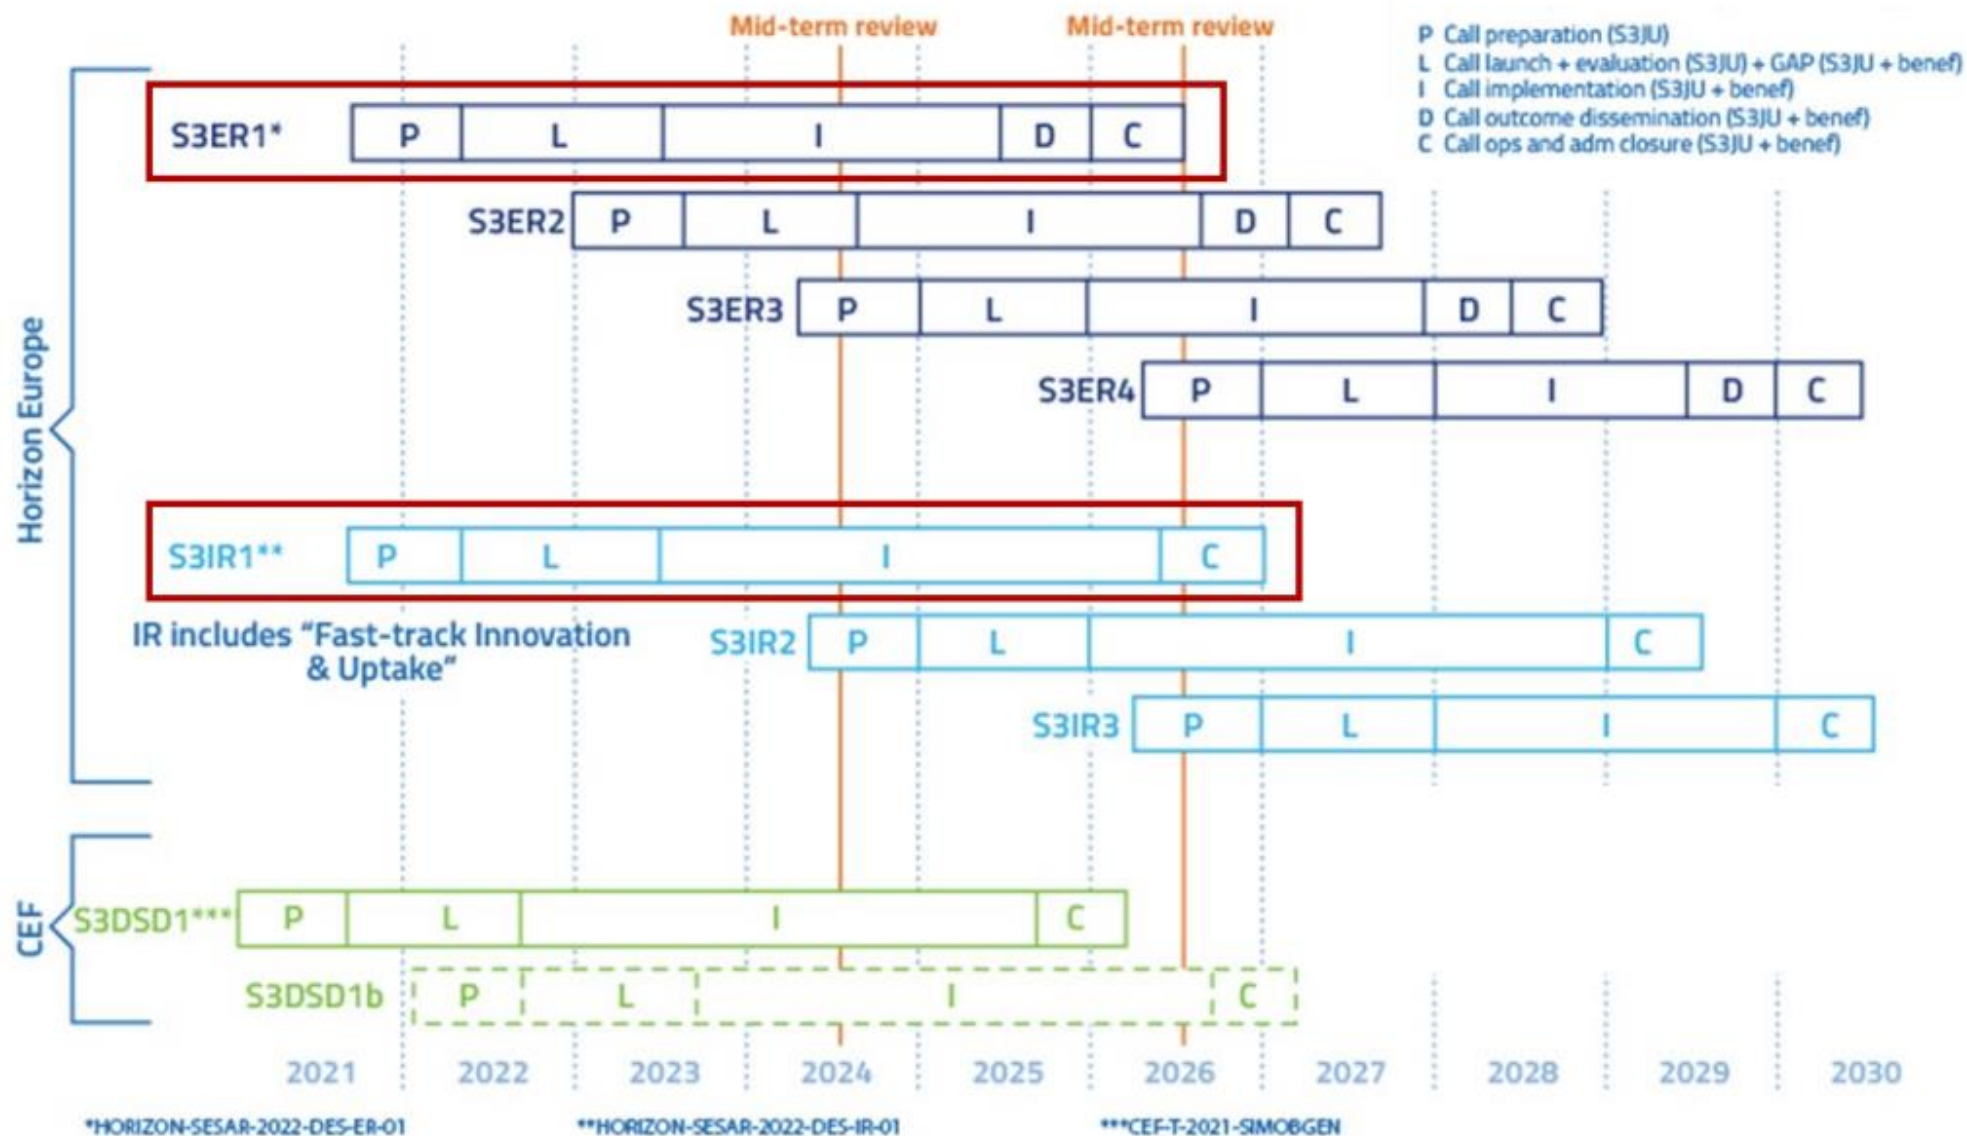 Mid-term review
Mid-term review
P Call preparation (S3JU)
L Call launch + evaluation (S3JU) + GAP (S3JU + benef)
I Call implementation (S3JU + benef)
D Call outcome dissemination (S3JU + benef)
C Call ops and adm closure (S3JU + benef)
Horizon Europe
S3ER1* P L I D C
S3ER2 P L I D C
S3ER3 P L I D C
S3ER4 P L I D C
S3IR1** P L I C
IR includes “Fast-track Innovation
& Uptake”
S3IR2 P L I C
S3IR3 P L I C
CEF
S3DSD1*** P L I C
S3DSD1b P L I C
2021 2022 2023 2024 2025 2026 2027 2028 2029 2030
*HORIZON-SESAR-2022-DES-ER-01 **HORIZON-SESAR-2022-DES-IR-01 ***CEF-T-2021-SIMOBGEN